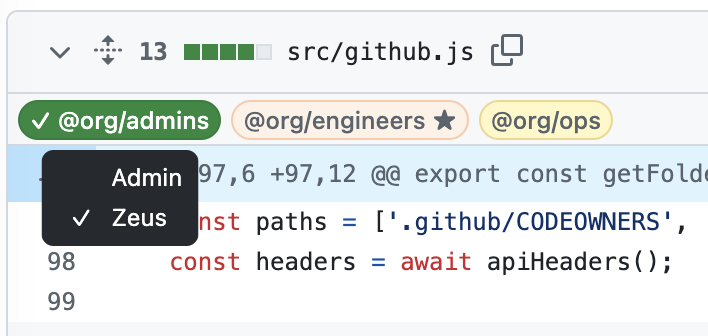 13 src/github.js
✓ @org/admins @org/engineers ★ @org/ops
97,6 +97,12 @@ export const getFold
Admin
✓ Zeus
nst paths = ['.github/CODEOWNERS',
98 const headers = await apiHeaders();
99